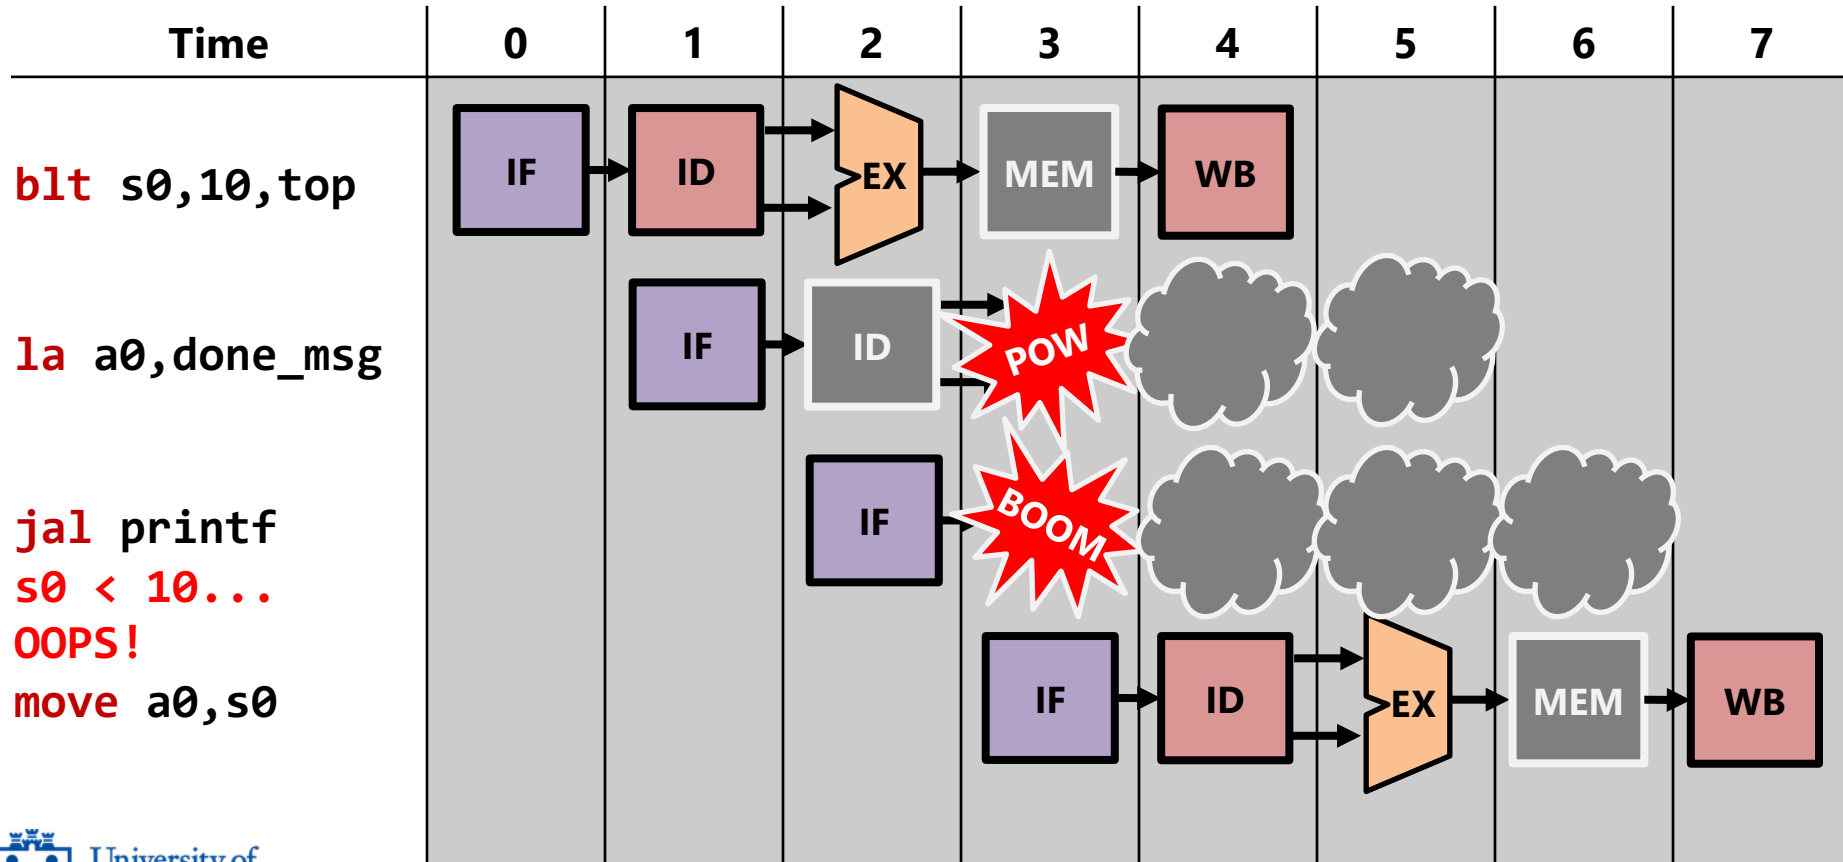 Time 0 1 2 3 4 5 6 7
blt s0,10,top IF ID EX MEM WB
la a0,done_msg IF ID POW
jal printf IF BOOM
s0 < 10...
OOPS!
move a0,s0 IF ID EX MEM WB
University of